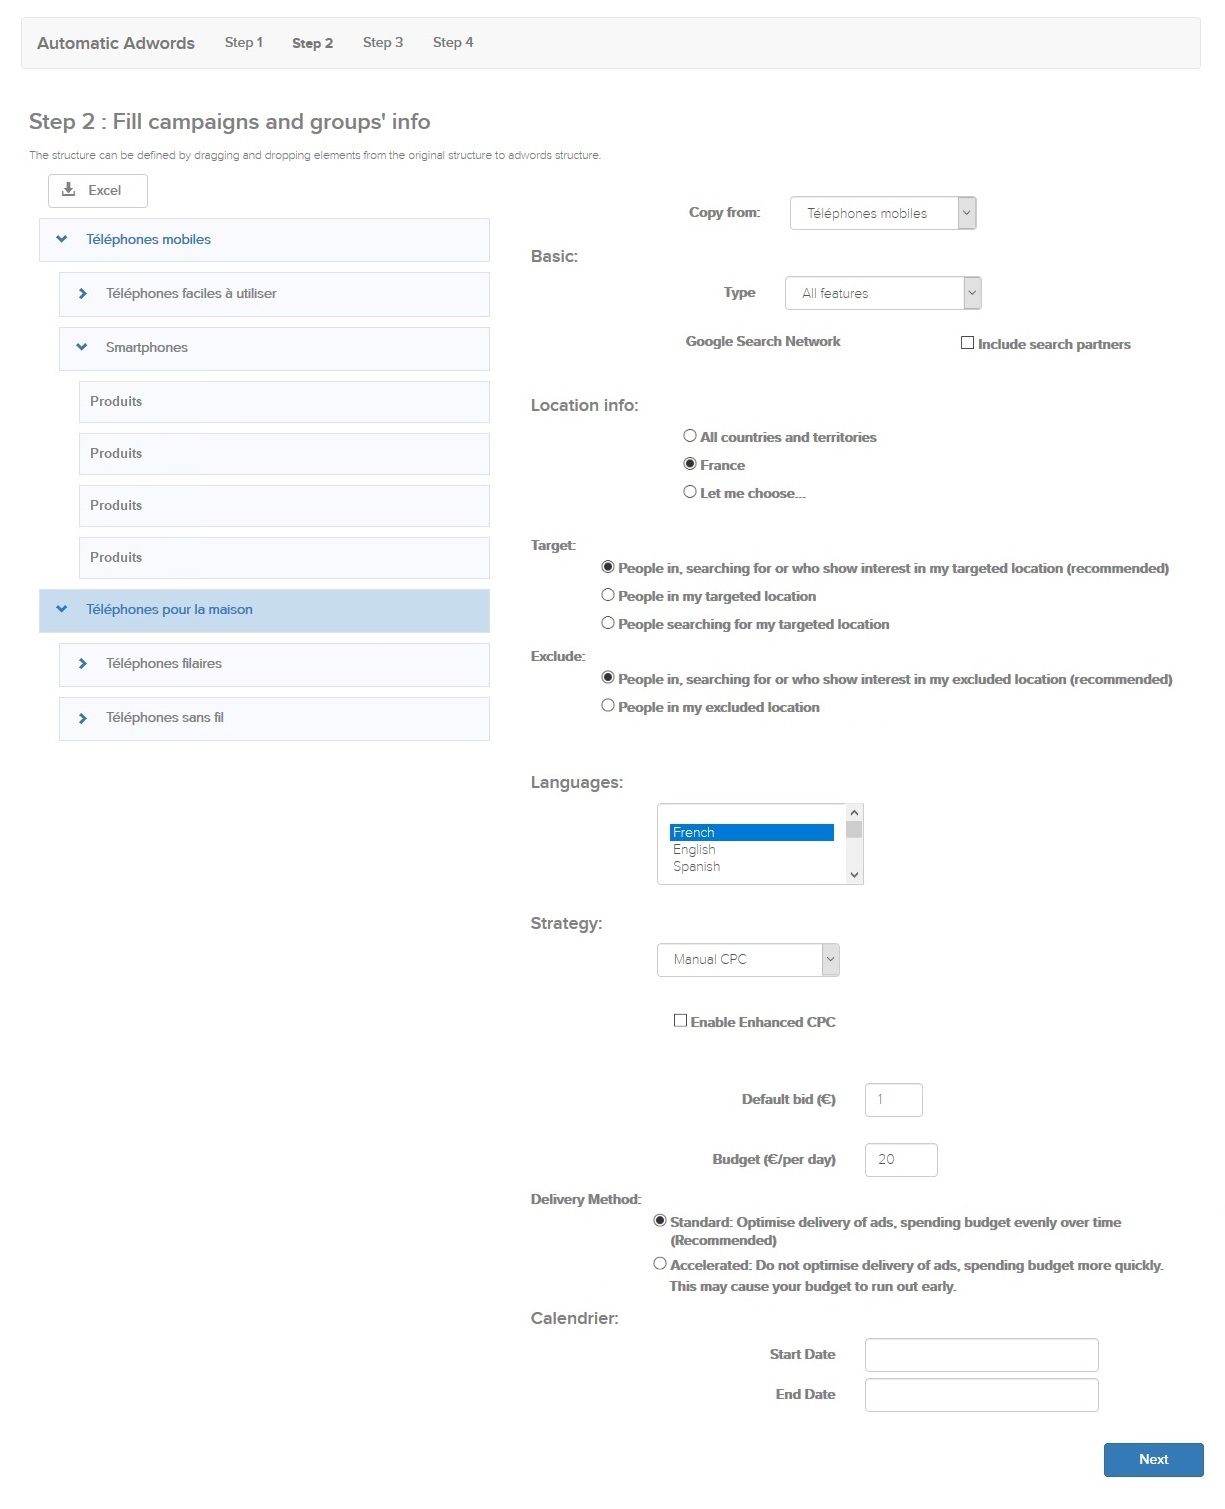 Automatic Adwords Step 1 Step 2 Step 3 Step 4
Step 2 : Fill campaigns and groups' info
The structure can be defined by dragging and dropping elements from the original structure to adwords structure.
Excel
Téléphones mobiles
Téléphones faciles à utiliser
Smartphones
Produits
Produits
Produits
Produits
Téléphones pour la maison
Téléphones filaires
Téléphones sans fil
Copy from: Téléphones mobiles
Basic:
Type All features
Google Search Network Include search partners
Location info:
All countries and territories
France
Let me choose...
Target:
People in, searching for or who show interest in my targeted location (recommended)
People in my targeted location
People searching for my targeted location
Exclude:
People in, searching for or who show interest in my excluded location (recommended)
People in my excluded location
Languages:
French
English
Spanish
Strategy:
Manual CPC
Enable Enhanced CPC
Default bid (€) 1
Budget (€/per day) 20
Delivery Method:
Standard: Optimise delivery of ads, spending budget evenly over time
(Recommended)
Accelerated: Do not optimise delivery of ads, spending budget more quickly.
This may cause your budget to run out early.
Calendrier:
Start Date
End Date
Next